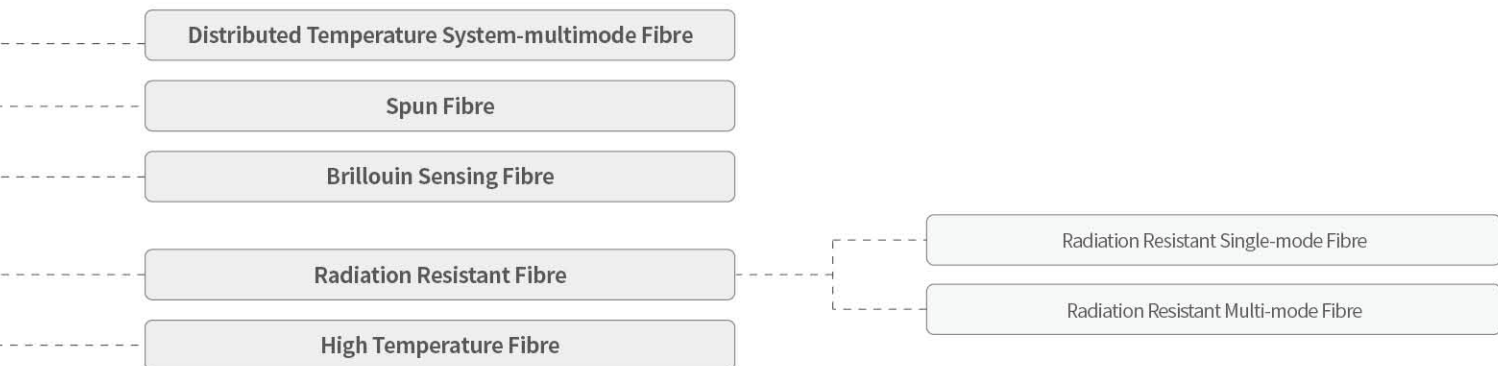 Distributed Temperature System-multimode Fibre
Spun Fibre
Brillouin Sensing Fibre
Radiation Resistant Fibre
Radiation Resistant Single-mode Fibre
Radiation Resistant Multi-mode Fibre
High Temperature Fibre